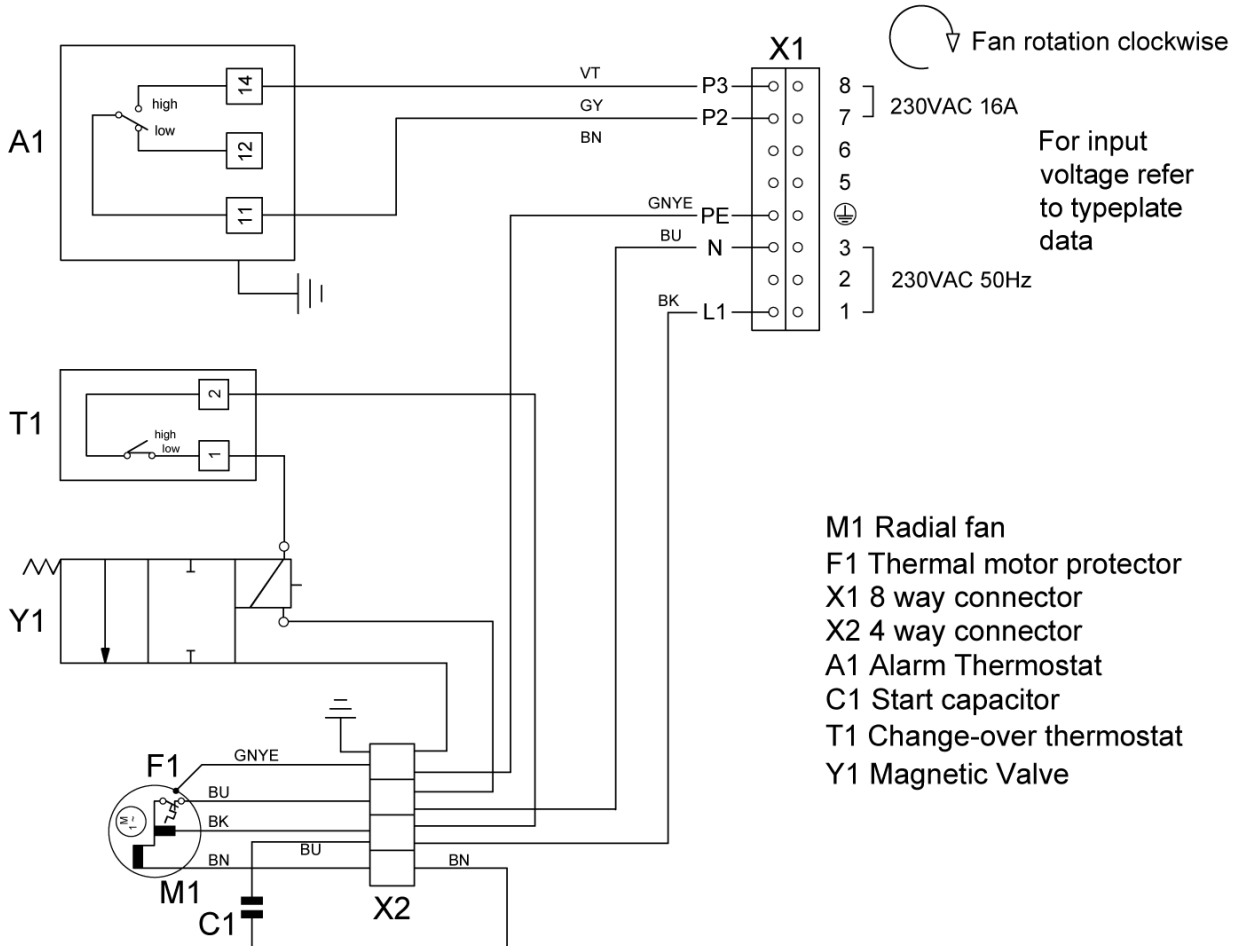 X1
Fan rotation clockwise
A1
14
high
low
12
11
VT
P3
8
GY
P2
7
230VAC 16A
BN
6
5
For input
voltage refer
to typeplate
data
GNYE
PE
BU
N
3
2
230VAC 50Hz
BK
L1
1
T1
2
high
low
1
Y1
M1 Radial fan
F1 Thermal motor protector
X1 8 way connector
X2 4 way connector
A1 Alarm Thermostat
C1 Start capacitor
T1 Change-over thermostat
Y1 Magnetic Valve
F1
GNYE
BU
M
1~
BK
BU
BN
BN
M1
C1
X2